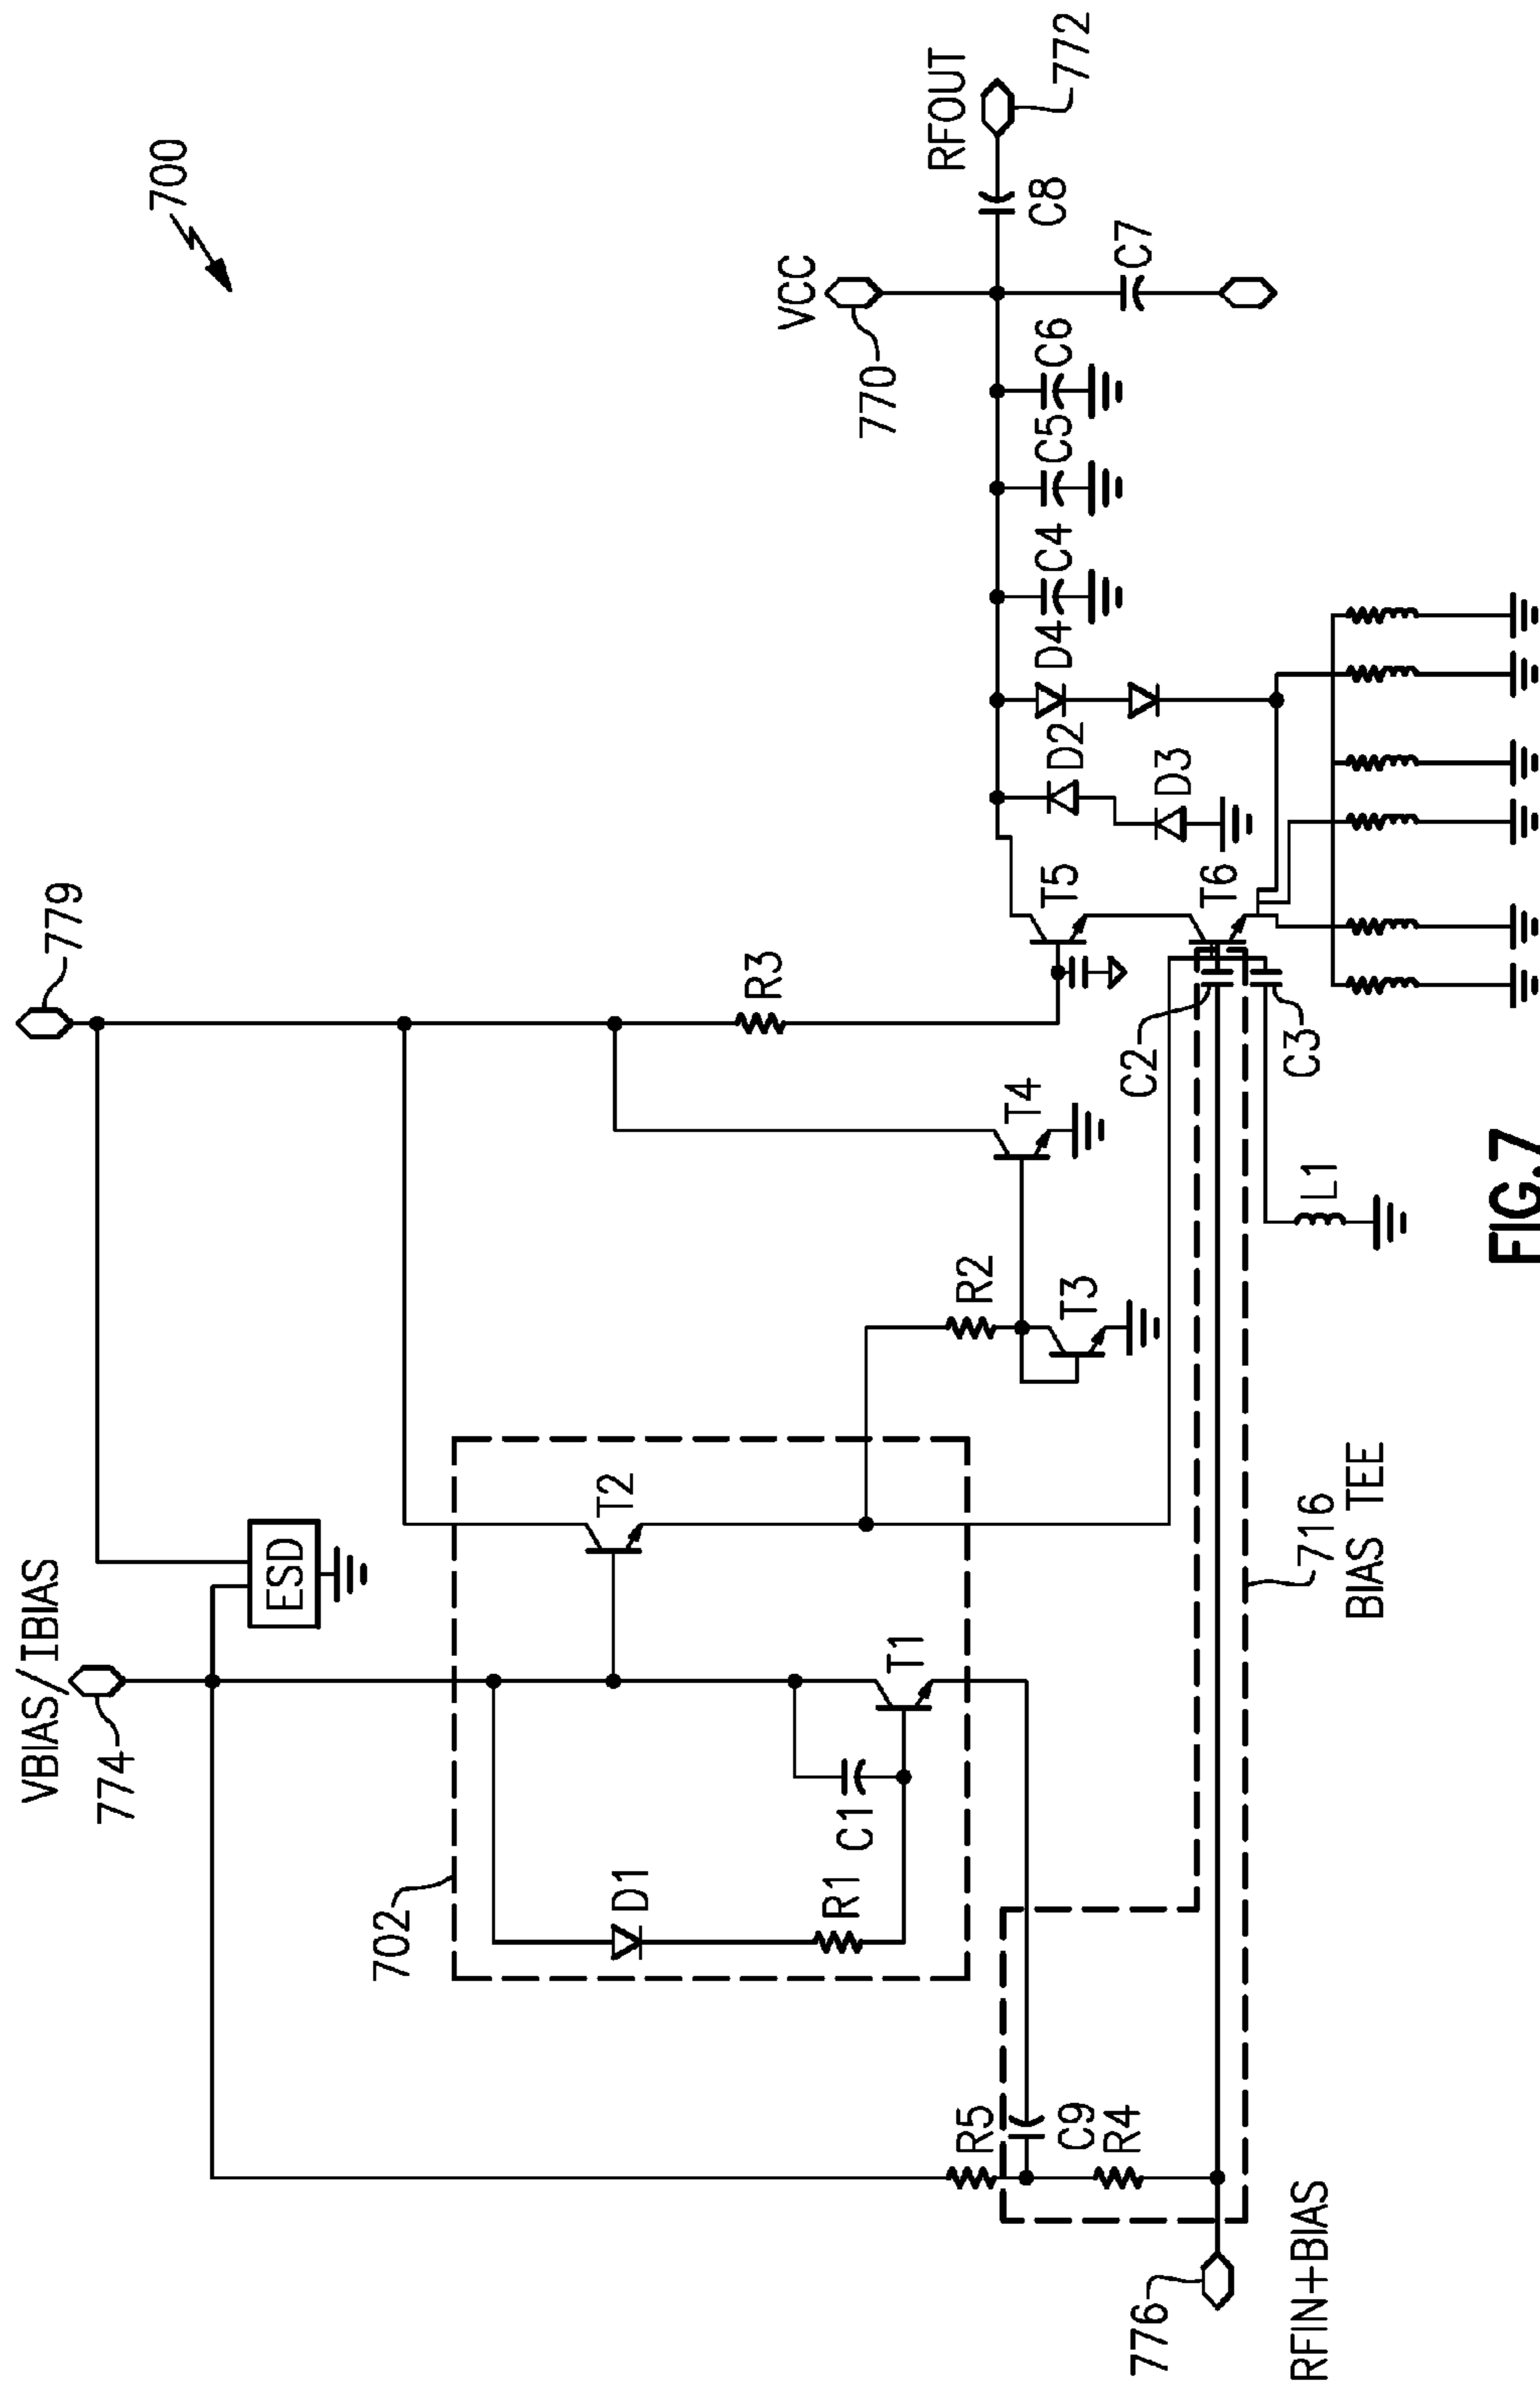 700
779
VBIAS/IBIAS
774
ESD
702
T2
D1
C1
T1
R1
R2
T3
T4
R3
VCC
770
RFOUT
772
C8
C7
C6
C5
C4
D4
D2
D3
T5
T6
C2
C3
L1
R5
C9
R4
776
RFIN+BIAS
716
BIAS TEE
FIG.7